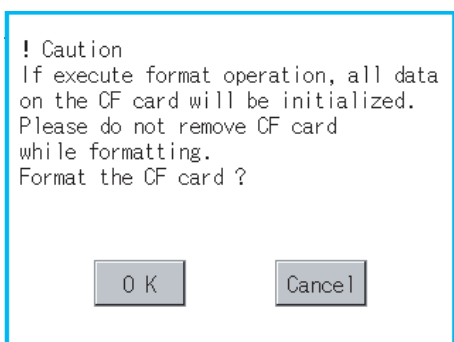 ! Caution
If execute format operation, all data
on the CF card will be initialized.
Please do not remove CF card
while formatting.
Format the CF card ?
O K
Cancel